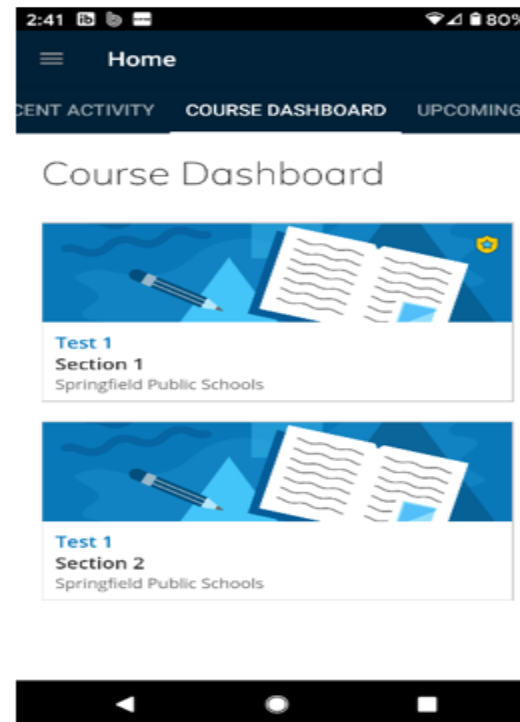 2:41 80%
Home
CENT ACTIVITY COURSE DASHBOARD UPCOMING
Course Dashboard
Test 1
Section 1
Springfield Public Schools
Test 1
Section 2
Springfield Public Schools